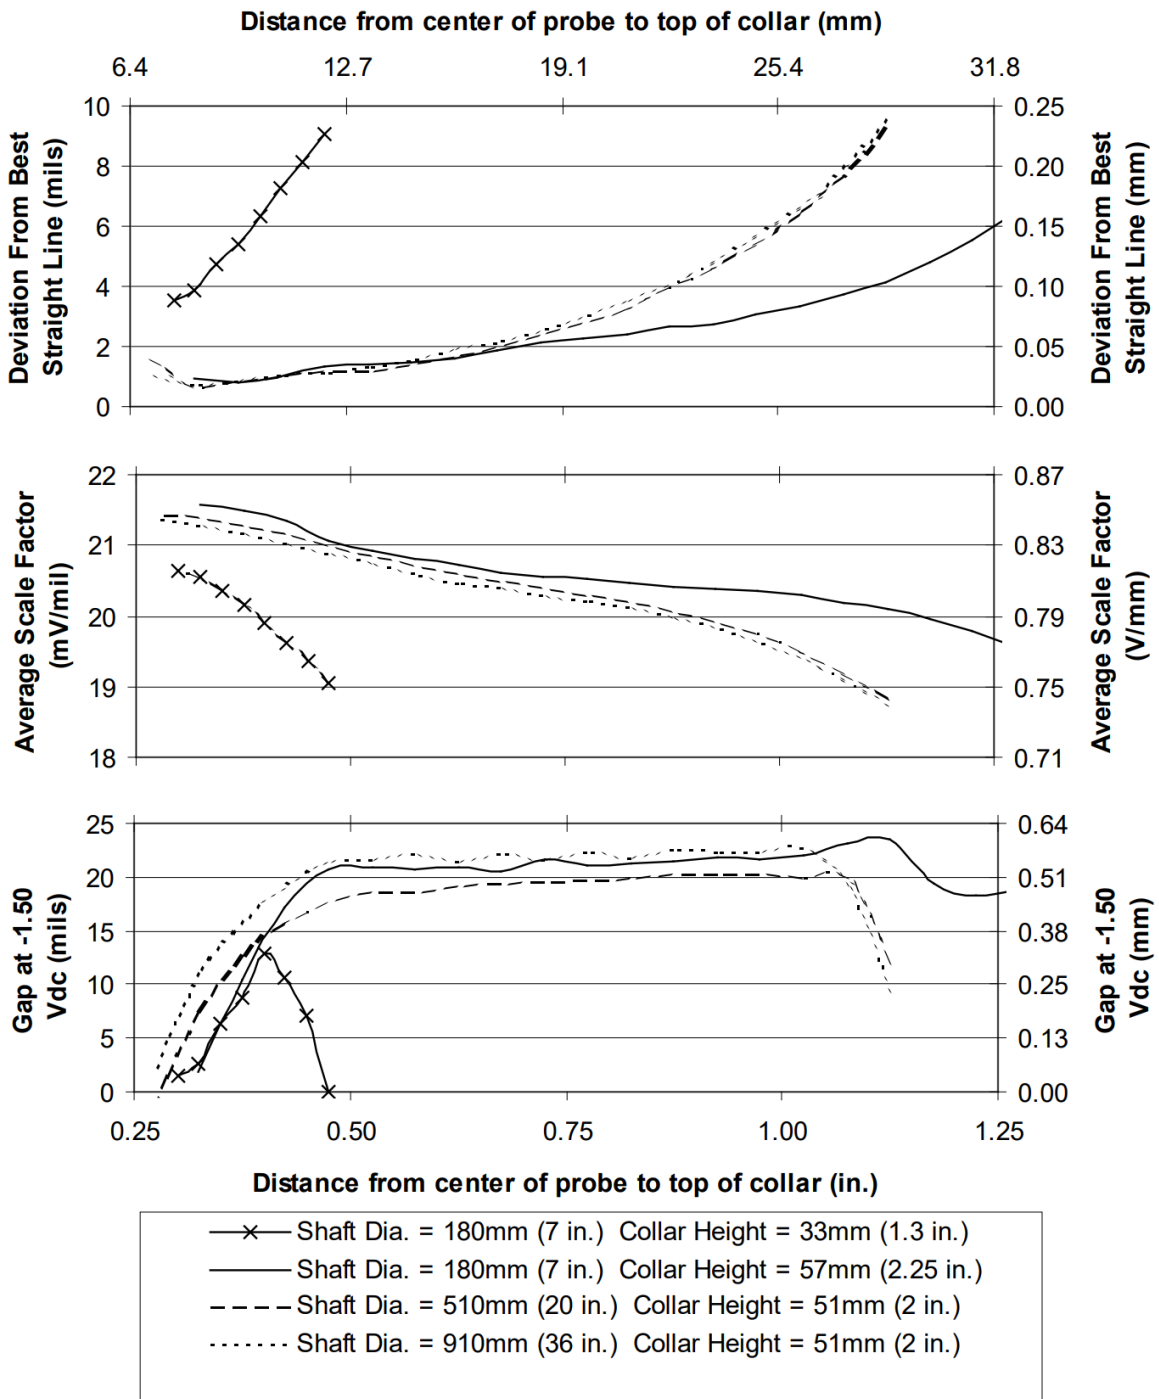 Distance from center of probe to top of collar (mm)
6.4 12.7 19.1 25.4 31.8
Deviation From Best
Straight Line (mils)
10
8
6
4
2
0
0.25
0.20
0.15
0.10
0.05
0.00
Deviation From Best
Straight Line (mm)
Average Scale Factor
(mV/mil)
22
21
20
19
18
0.87
0.83
0.79
0.75
0.71
Average Scale Factor
(V/mm)
Gap at -1.50
Vdc (mils)
25
20
15
10
5
0
0.64
0.51
0.38
0.25
0.13
0.00
Gap at -1.50
Vdc (mm)
0.25 0.50 0.75 1.00 1.25
Distance from center of probe to top of collar (in.)
Shaft Dia. = 180mm (7 in.) Collar Height = 33mm (1.3 in.)
Shaft Dia. = 180mm (7 in.) Collar Height = 57mm (2.25 in.)
Shaft Dia. = 510mm (20 in.) Collar Height = 51mm (2 in.)
Shaft Dia. = 910mm (36 in.) Collar Height = 51mm (2 in.)